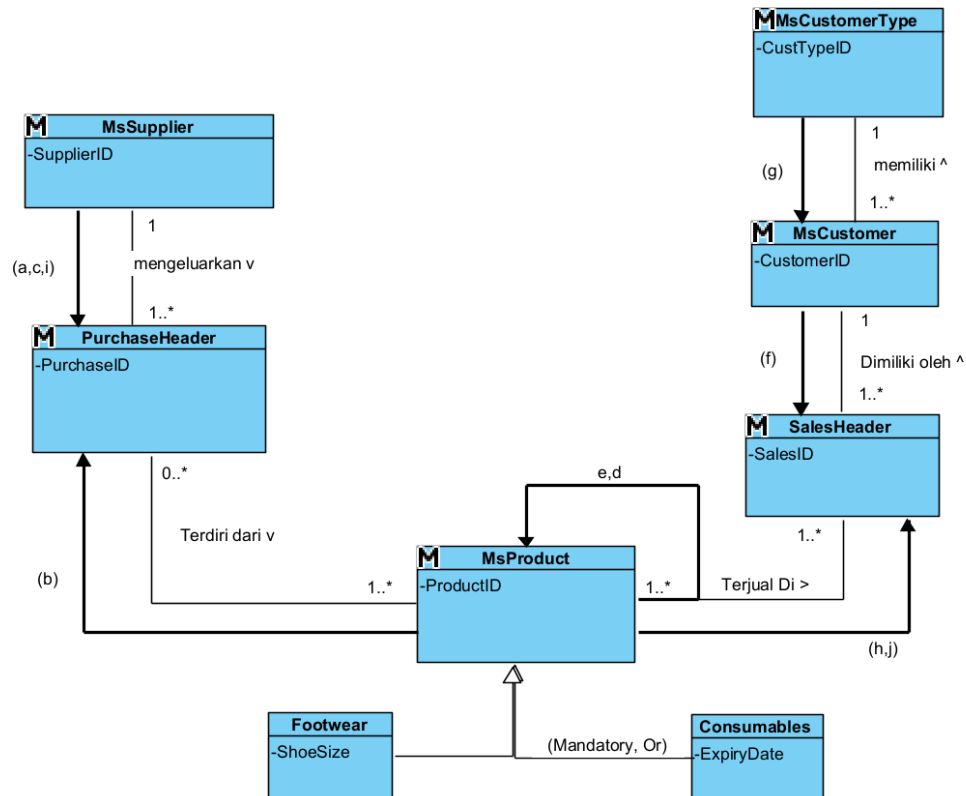 M MsCustomerType
-CustTypeID
M MsSupplier
-SupplierID
(g)
1
memiliki ^
1..*
M MsCustomer
-CustomerID
(a,c,i)
1
mengeluarkan v
1..*
M PurchaseHeader
-PurchaseID
(f)
1
Dimiliki oleh ^
1..*
M SalesHeader
-SalesID
0..*
Terdiri dari v
e,d
1..*
(b)
1..*
M MsProduct
-ProductID
1..*
Terjual Di >
(h,j)
Footwear
-ShoeSize
(Mandatory, Or)
Consumables
-ExpiryDate